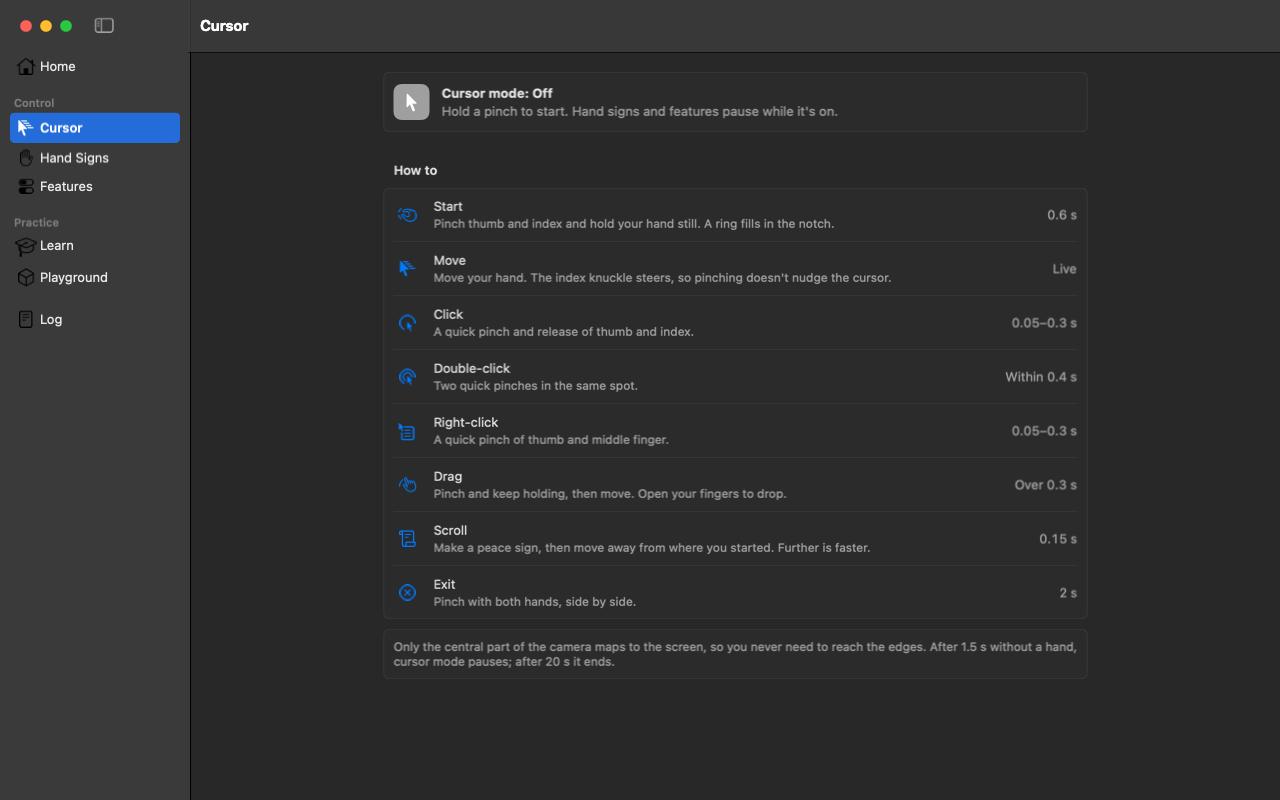 Cursor
Home
Control
Cursor
Hand Signs
Features
Practice
Learn
Playground
Log
Cursor mode: Off
Hold a pinch to start. Hand signs and features pause while it's on.
How to
Start
Pinch thumb and index and hold your hand still. A ring fills in the notch.
0.6 s
Move
Move your hand. The index knuckle steers, so pinching doesn't nudge the cursor.
Live
Click
A quick pinch and release of thumb and index.
0.05–0.3 s
Double-click
Two quick pinches in the same spot.
Within 0.4 s
Right-click
A quick pinch of thumb and middle finger.
0.05–0.3 s
Drag
Pinch and keep holding, then move. Open your fingers to drop.
Over 0.3 s
Scroll
Make a peace sign, then move away from where you started. Further is faster.
0.15 s
Exit
Pinch with both hands, side by side.
2 s
Only the central part of the camera maps to the screen, so you never need to reach the edges. After 1.5 s without a hand,
cursor mode pauses; after 20 s it ends.